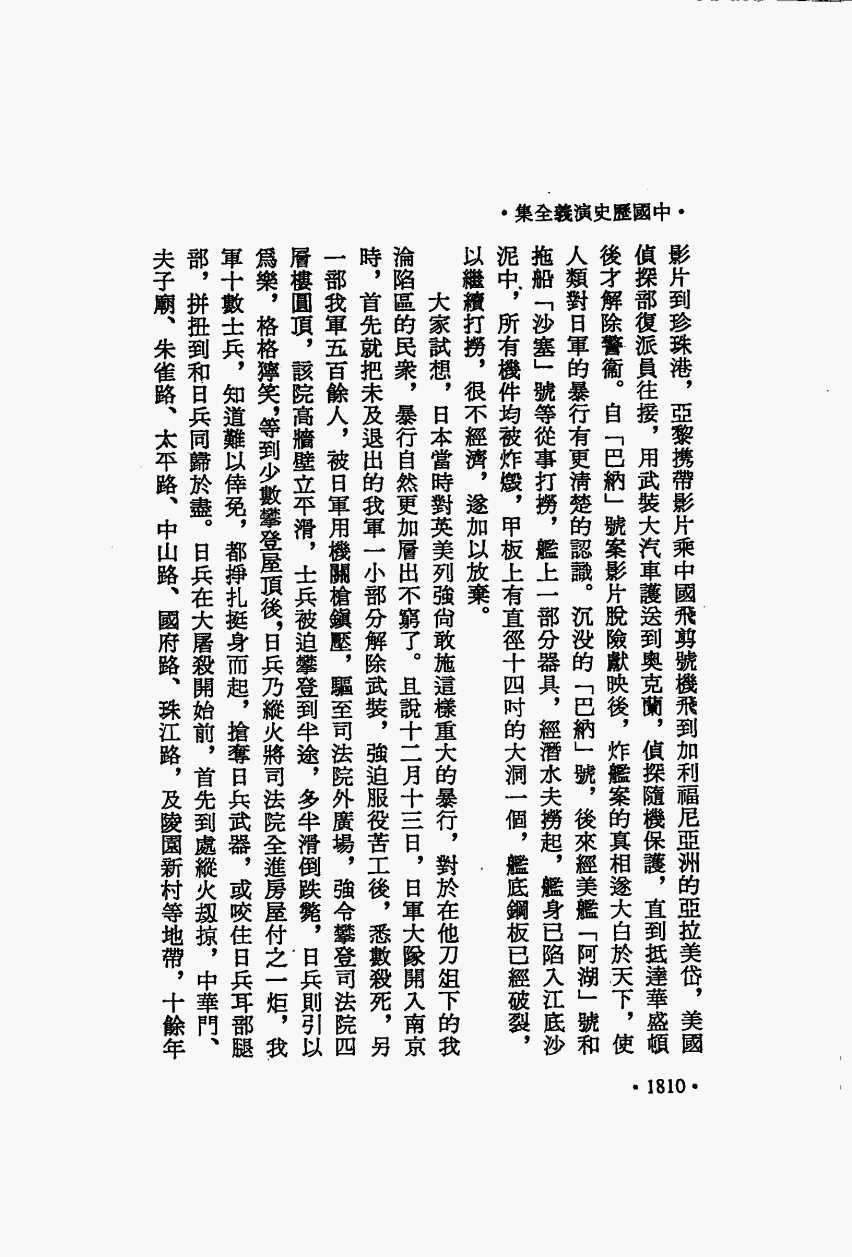 •中國歷史演義全集•
影片到珍珠港，亞黎携帶影片乘中國飛剪號機飛到加利福尼亞洲的亞拉美岱，美國
偵探部復派員往接，用武裝大汽車護送到奧克蘭，偵探隨機保護，直到抵達華盛頓
後才解除警衞。自「巴納」號案影片脫險獻映後，炸艦案的真相遂大白於天下，使
人類對日軍的暴行有更清楚的認識。沉没的「巴納」號，後來經美艦「阿湖」號和
拖船「沙塞」號等從事打撈，艦上一部分器具，經潛水夫撈起，艦身已陷入江底沙
泥中，所有機件均被炸燬，甲板上有直徑十四吋的大洞一個，艦底鋼板已經破裂，
以繼續打撈，很不經濟，遂加以放棄。
大家試想，日本當時對英美列強尙敢施這樣重大的暴行，對於在他刀俎下的我
淪陷區的民衆，暴行自然更加層出不窮了。且說十二月十三日，日軍大隊開入南京
時，首先就把未及退出的我軍一小部分解除武裝，強迫服役苦工後，悉數殺死，另
一部我軍五百餘人，被日軍用機關槍鎭壓，驅至司法院外廣場，強令攀登司法院四
層樓圓頂，該院高牆壁立平滑，士兵被迫攀登到半途，多半滑倒跌斃，日兵則引以
爲樂，格格獰笑，等到少數攀登屋頂後，日兵乃縱火將司法院全進房屋付之一炬，我
軍十數士兵，知道難以倖免，都掙扎挺身而起，搶奪日兵武器，或咬住日兵耳部腿
部，拼扭到和日兵同歸於盡。日兵在大屠殺開始前，首先到處縱火刼掠，中華門、
夫子廟、朱雀路、太平路、中山路、國府路、珠江路，及陵園新村等地帶，十餘年
•1810•